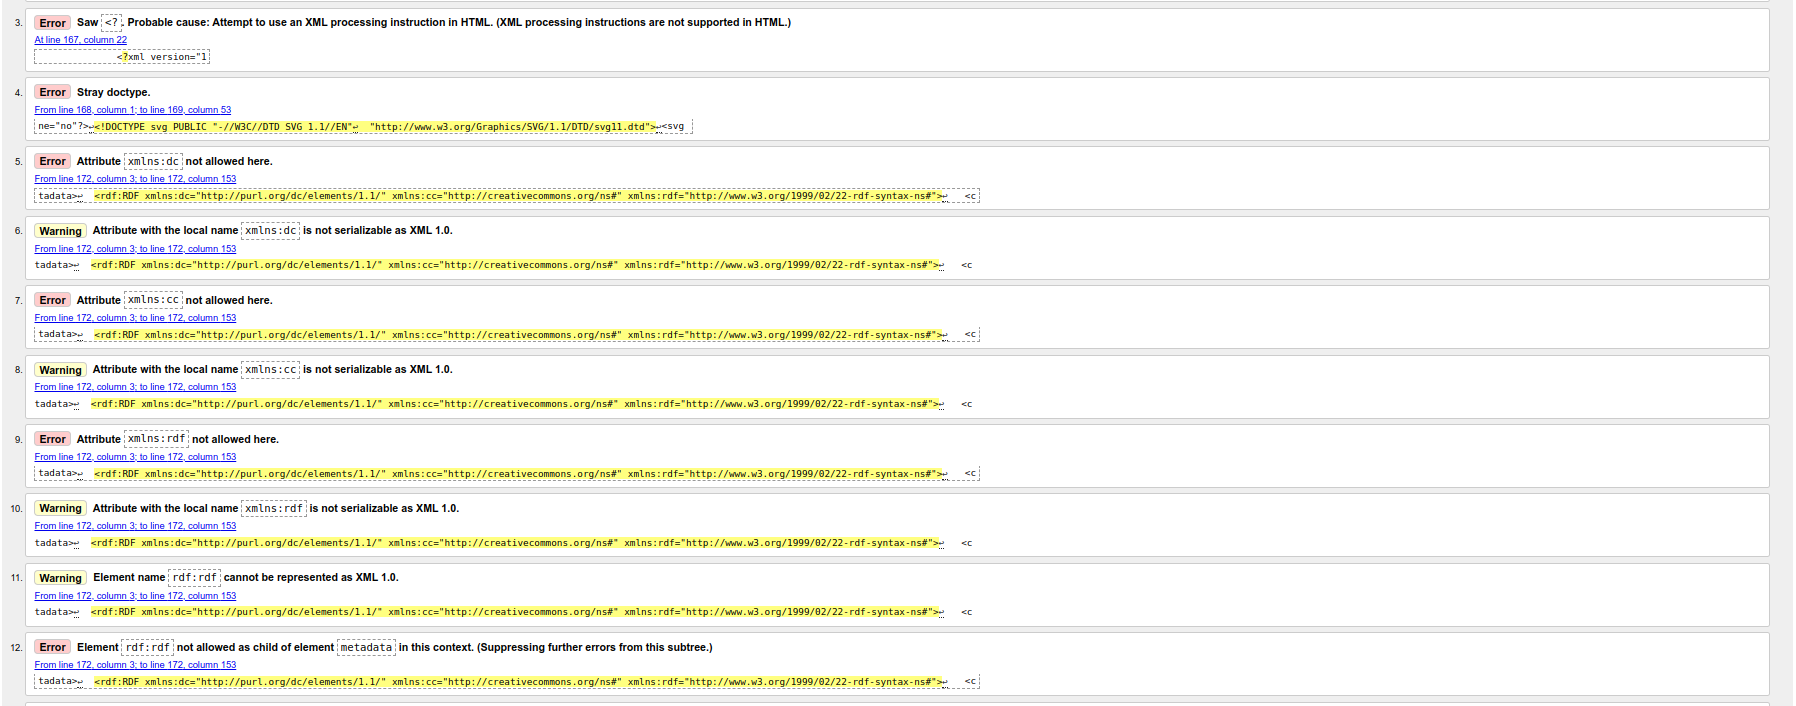 3. Error Saw <?. Probable cause: Attempt to use an XML processing instruction in HTML. (XML processing instructions are not supported in HTML.)
At line 167, column 22
<?xml version="1
4. Error Stray doctype.
From line 168, column 1; to line 169, column 53
ne="no"?>↩<!DOCTYPE svg PUBLIC "-//W3C//DTD SVG 1.1//EN"↩ "http://www.w3.org/Graphics/SVG/1.1/DTD/svg11.dtd">↩<svg
5. Error Attribute xmlns:dc not allowed here.
From line 172, column 3; to line 172, column 153
tadata>↩ <rdf:RDF xmlns:dc="http://purl.org/dc/elements/1.1/" xmlns:cc="http://creativecommons.org/ns#" xmlns:rdf="http://www.w3.org/1999/02/22-rdf-syntax-ns#">↩ <c
6. Warning Attribute with the local name xmlns:dc is not serializable as XML 1.0.
From line 172, column 3; to line 172, column 153
tadata>↩ <rdf:RDF xmlns:dc="http://purl.org/dc/elements/1.1/" xmlns:cc="http://creativecommons.org/ns#" xmlns:rdf="http://www.w3.org/1999/02/22-rdf-syntax-ns#">↩ <c
7. Error Attribute xmlns:cc not allowed here.
From line 172, column 3; to line 172, column 153
tadata>↩ <rdf:RDF xmlns:dc="http://purl.org/dc/elements/1.1/" xmlns:cc="http://creativecommons.org/ns#" xmlns:rdf="http://www.w3.org/1999/02/22-rdf-syntax-ns#">↩ <c
8. Warning Attribute with the local name xmlns:cc is not serializable as XML 1.0.
From line 172, column 3; to line 172, column 153
tadata>↩ <rdf:RDF xmlns:dc="http://purl.org/dc/elements/1.1/" xmlns:cc="http://creativecommons.org/ns#" xmlns:rdf="http://www.w3.org/1999/02/22-rdf-syntax-ns#">↩ <c
9. Error Attribute xmlns:rdf not allowed here.
From line 172, column 3; to line 172, column 153
tadata>↩ <rdf:RDF xmlns:dc="http://purl.org/dc/elements/1.1/" xmlns:cc="http://creativecommons.org/ns#" xmlns:rdf="http://www.w3.org/1999/02/22-rdf-syntax-ns#">↩ <c
10. Warning Attribute with the local name xmlns:rdf is not serializable as XML 1.0.
From line 172, column 3; to line 172, column 153
tadata>↩ <rdf:RDF xmlns:dc="http://purl.org/dc/elements/1.1/" xmlns:cc="http://creativecommons.org/ns#" xmlns:rdf="http://www.w3.org/1999/02/22-rdf-syntax-ns#">↩ <c
11. Warning Element name rdf:rdf cannot be represented as XML 1.0.
From line 172, column 3; to line 172, column 153
tadata>↩ <rdf:RDF xmlns:dc="http://purl.org/dc/elements/1.1/" xmlns:cc="http://creativecommons.org/ns#" xmlns:rdf="http://www.w3.org/1999/02/22-rdf-syntax-ns#">↩ <c
12. Error Element rdf:rdf not allowed as child of element metadata in this context. (Suppressing further errors from this subtree.)
From line 172, column 3; to line 172, column 153
tadata>↩ <rdf:RDF xmlns:dc="http://purl.org/dc/elements/1.1/" xmlns:cc="http://creativecommons.org/ns#" xmlns:rdf="http://www.w3.org/1999/02/22-rdf-syntax-ns#">↩ <c